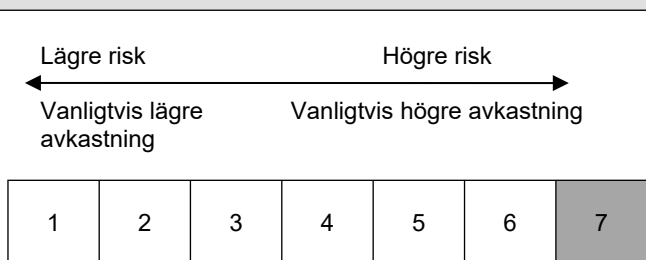 Lägre risk Högre risk
Vanligtvis lägre avkastning Vanligtvis högre avkastning
1 2 3 4 5 6 7